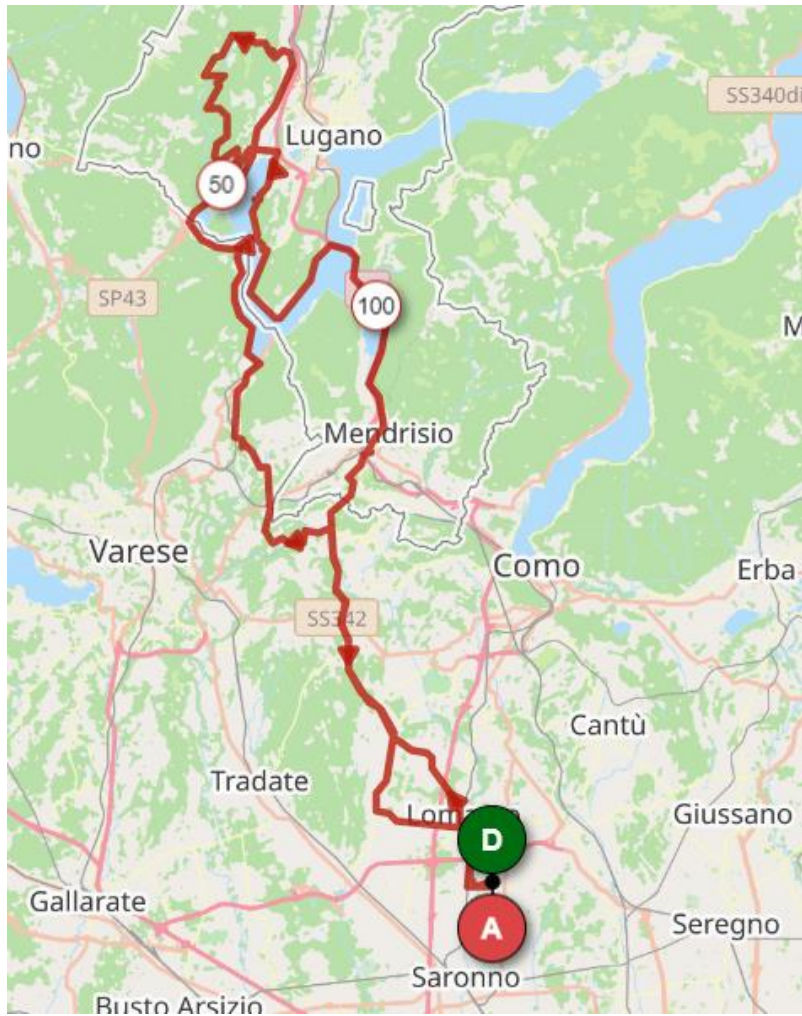 SS340di
Lugano
no
50
SP43
100
M
Mendrisio
Varese
Como
Erba
SS342
Cantù
Tradate
Giussano
D
Gallarate
A
Seregno
Saronno
Busto Arsizio